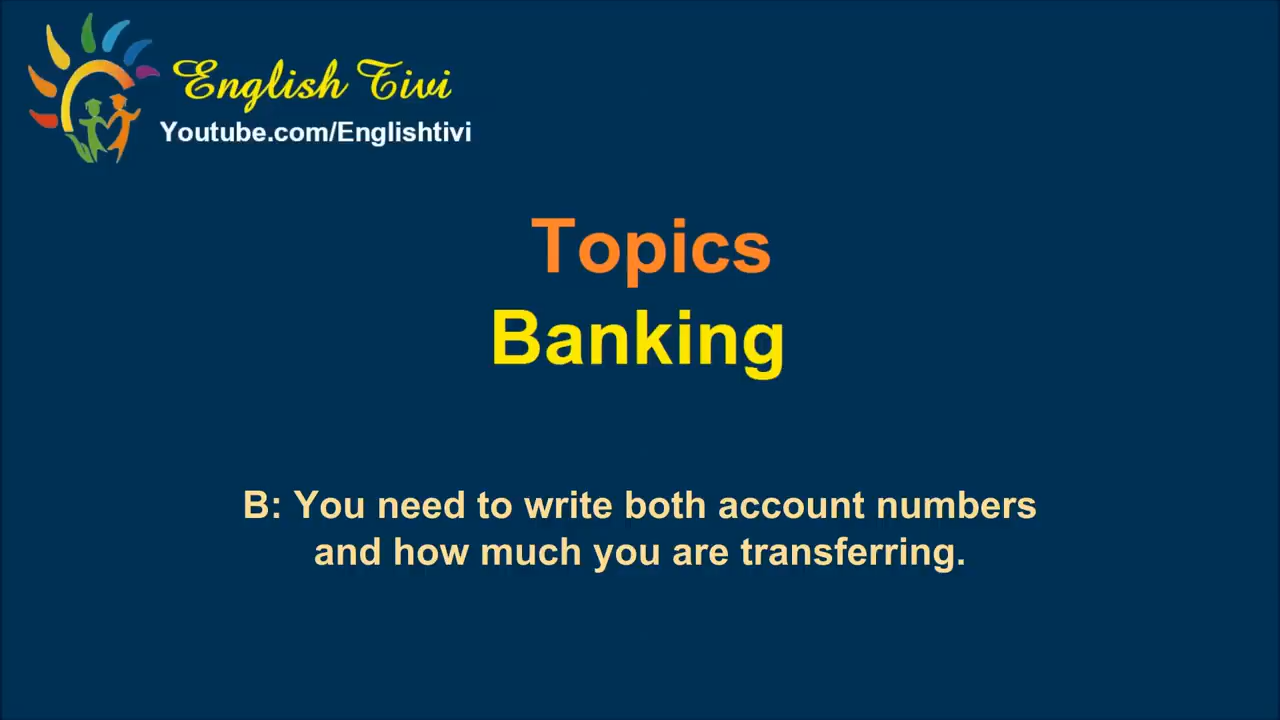 English Tivi
Youtube.com/Englishtivi
Topics
Banking
B: You need to write both account numbers
and how much you are transferring.